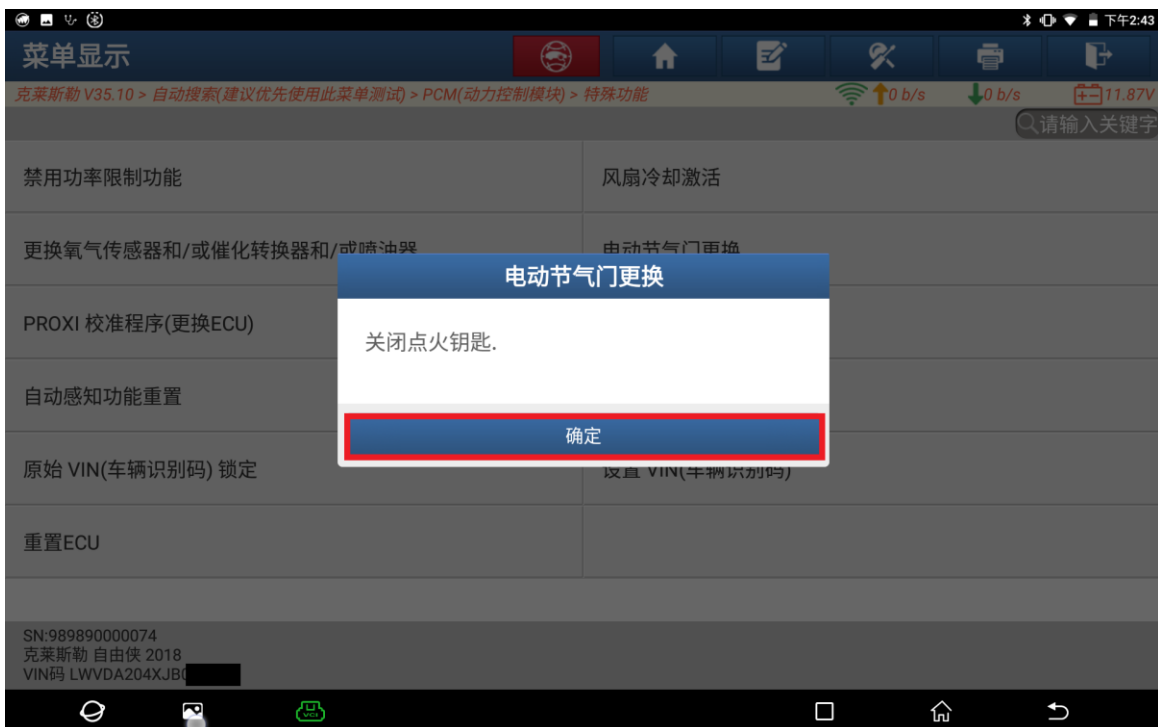 下午2:43
菜单显示
克莱斯勒 V35.10 > 自动搜索(建议优先使用此菜单测试) > PCM(动力控制模块) > 特殊功能
0 b/s
0 b/s
11.87V
请输入关键字
禁用功率限制功能
风扇冷却激活
更换氧气传感器和/或催化转换器和/或喷油器
电动节气门更换
电动节气门更换
PROXI 校准程序(更换ECU)
关闭点火钥匙.
自动感知功能重置
确定
原始 VIN(车辆识别码) 锁定
设置 VIN(车辆识别码)
重置ECU
SN:989890000074
克莱斯勒 自由侠 2018
VIN码 LWVDA204XJB0
VCI